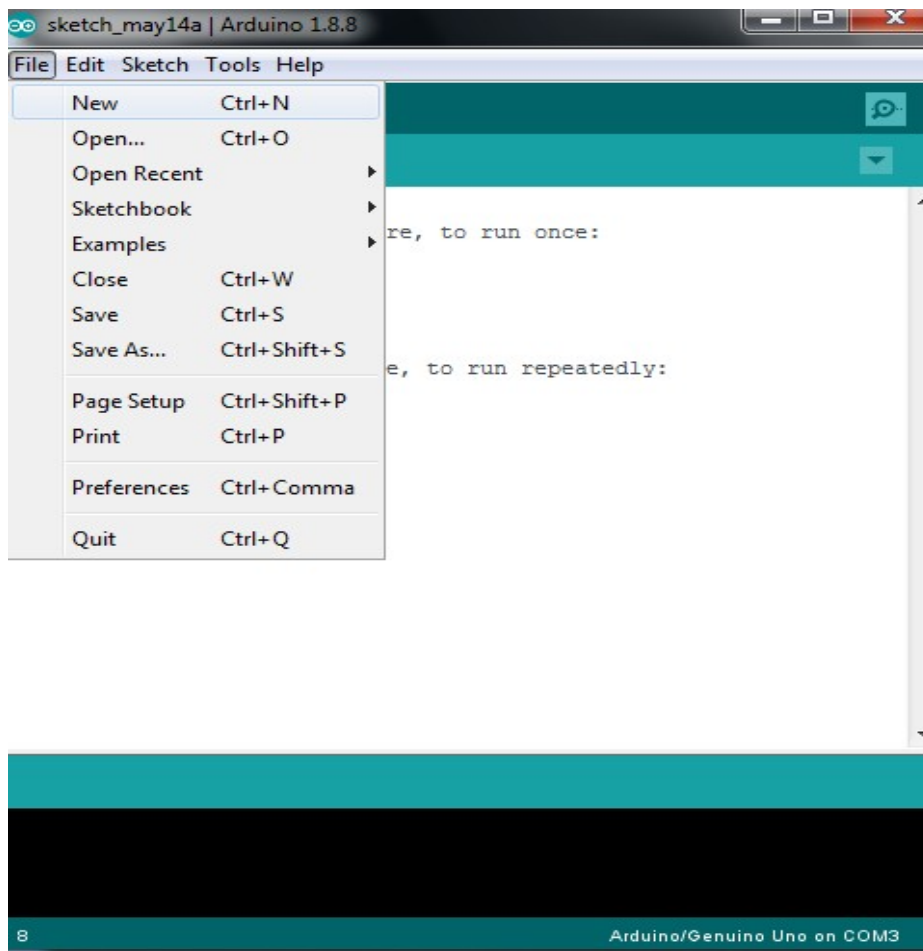 sketch_may14a | Arduino 1.8.8
File Edit Sketch Tools Help
New Ctrl+N
Open... Ctrl+O
Open Recent
Sketchbook
Examples
Close Ctrl+W
Save Ctrl+S
Save As... Ctrl+Shift+S
Page Setup Ctrl+Shift+P
Print Ctrl+P
Preferences Ctrl+Comma
Quit Ctrl+Q
re, to run once:
e, to run repeatedly:
8 Arduino/Genuino Uno on COM3